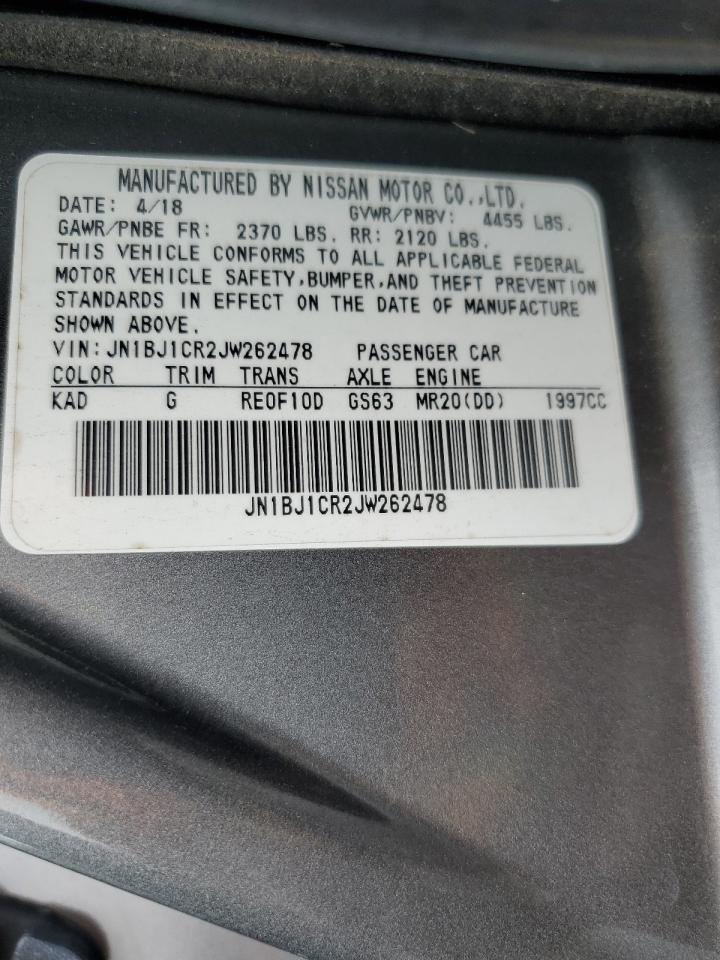 MANUFACTURED BY NISSAN MOTOR CO.,LTD.
DATE: 4/18 GVWR/PNBV: 4455 LBS.
GAWR/PNBE FR: 2370 LBS. RR: 2120 LBS.
THIS VEHICLE CONFORMS TO ALL APPLICABLE FEDERAL
MOTOR VEHICLE SAFETY,BUMPER,AND THEFT PREVENTION
STANDARDS IN EFFECT ON THE DATE OF MANUFACTURE
SHOWN ABOVE.
VIN:JN1BJ1CR2JW262478 PASSENGER CAR
COLOR TRIM TRANS AXLE ENGINE
KAD G RE0F10D GS63 MR20(DD) 1997CC
JN1BJ1CR2JW262478